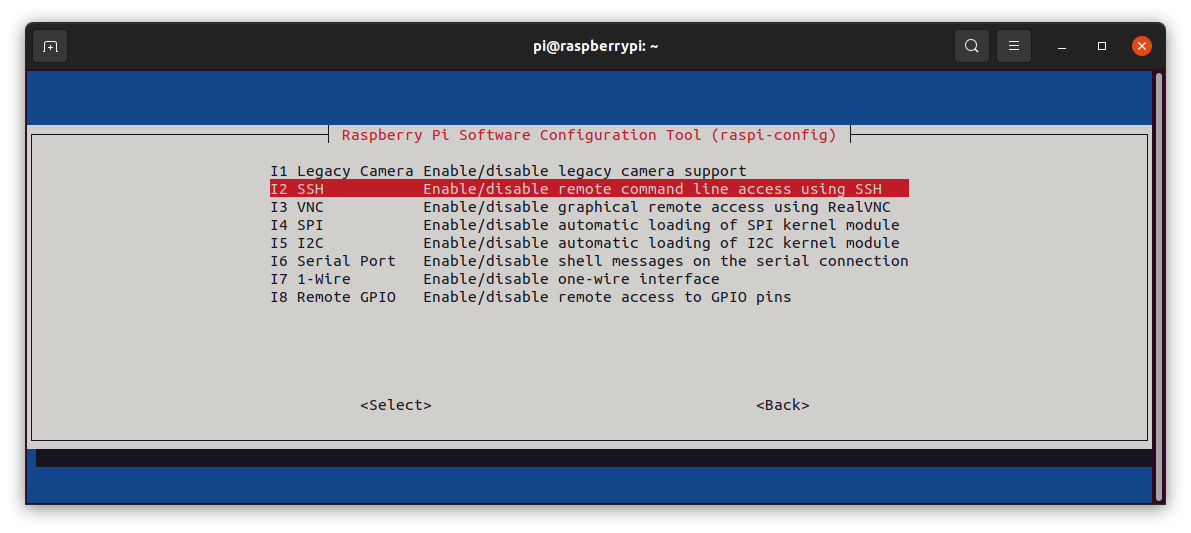 pi@raspberrypi: ~
Raspberry Pi Software Configuration Tool (raspi-config)
I1 Legacy Camera Enable/disable legacy camera support
I2 SSH Enable/disable remote command line access using SSH
I3 VNC Enable/disable graphical remote access using RealVNC
I4 SPI Enable/disable automatic loading of SPI kernel module
I5 I2C Enable/disable automatic loading of I2C kernel module
I6 Serial Port Enable/disable shell messages on the serial connection
I7 1-Wire Enable/disable one-wire interface
I8 Remote GPIO Enable/disable remote access to GPIO pins
<Select> <Back>